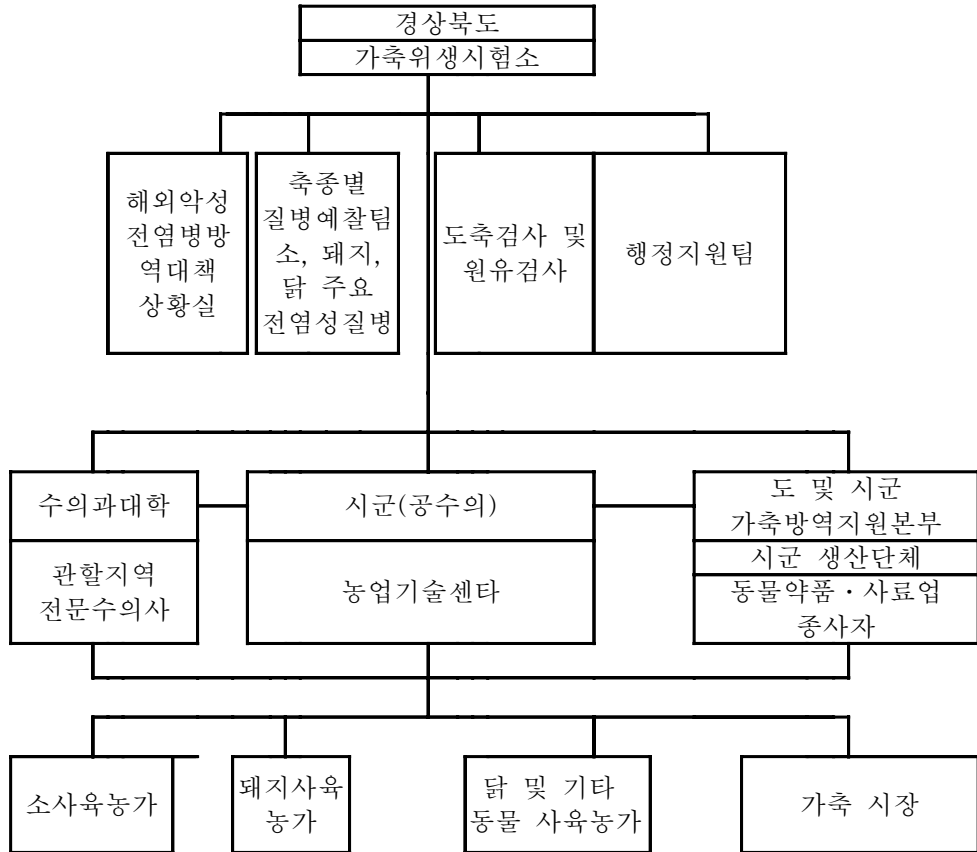 경상북도
가축위생시험소
해외악성
전염병방
역대책
상황실
축종별
질병예찰팀
소, 돼지,
닭 주요
전염성질병
도축검사 및
원유검사
행정지원팀
수의과대학
관할지역
전문수의사
시군(공수의)
농업기술센타
도 및 시군
가축방역지원본부
시군 생산단체
동물약품·사료업
종사자
소사육농가
돼지사육
농가
닭 및 기타
동물 사육농가
가축 시장